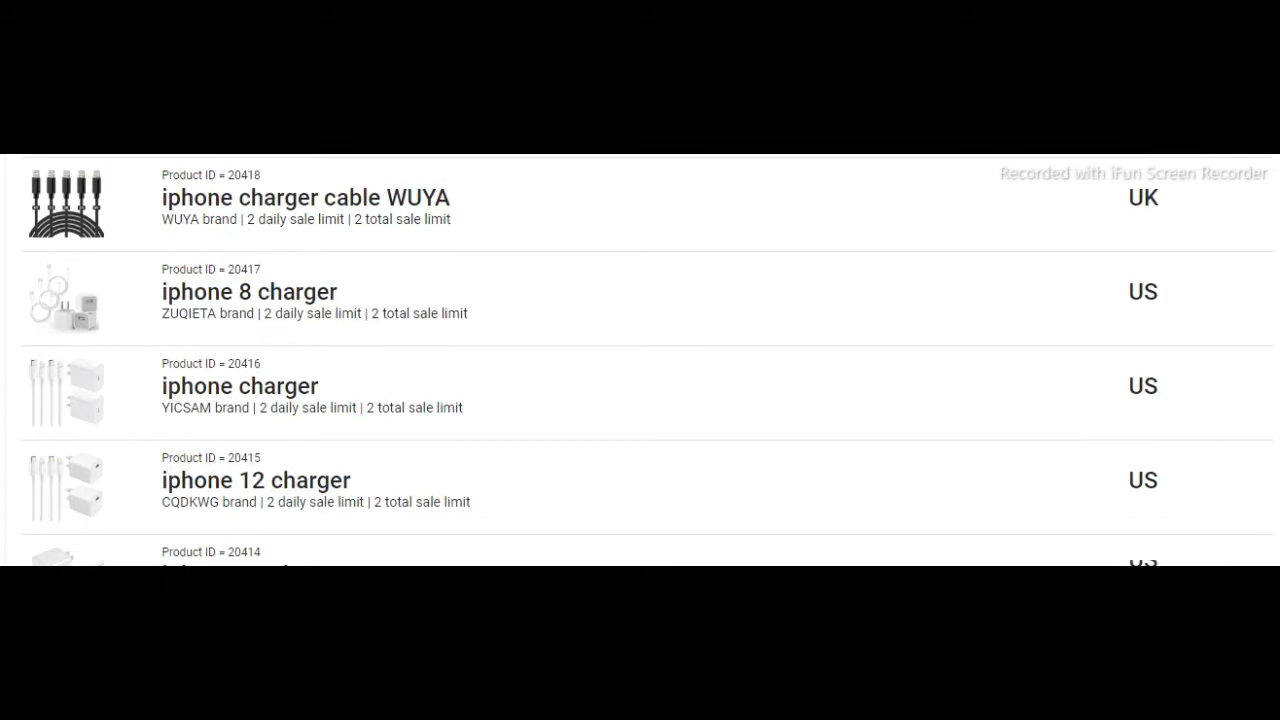 Recorded with iFun Screen Recorder
Product ID = 20418
iphone charger cable WUYA
UK
WUYA brand | 2 daily sale limit | 2 total sale limit
Product ID = 20417
iphone 8 charger
US
ZUQIETA brand | 2 daily sale limit | 2 total sale limit
Product ID = 20416
iphone charger
US
YICSAM brand | 2 daily sale limit | 2 total sale limit
Product ID = 20415
iphone 12 charger
US
CQDKWG brand | 2 daily sale limit | 2 total sale limit
Product ID = 20414